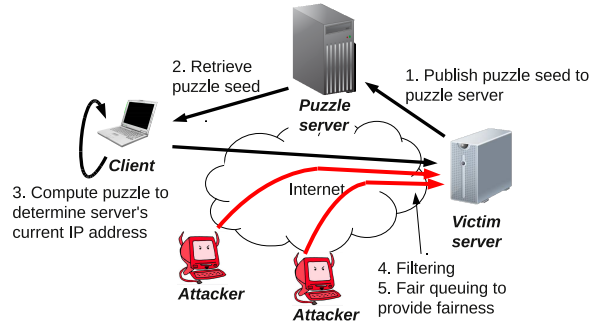 2. Retrieve
puzzle seed
1. Publish puzzle seed to
puzzle server
Puzzle
server
Client
Internet
3. Compute puzzle to
determine server's
current IP address
Victim
server
Attacker
Attacker
4. Filtering
5. Fair queuing to
provide fairness